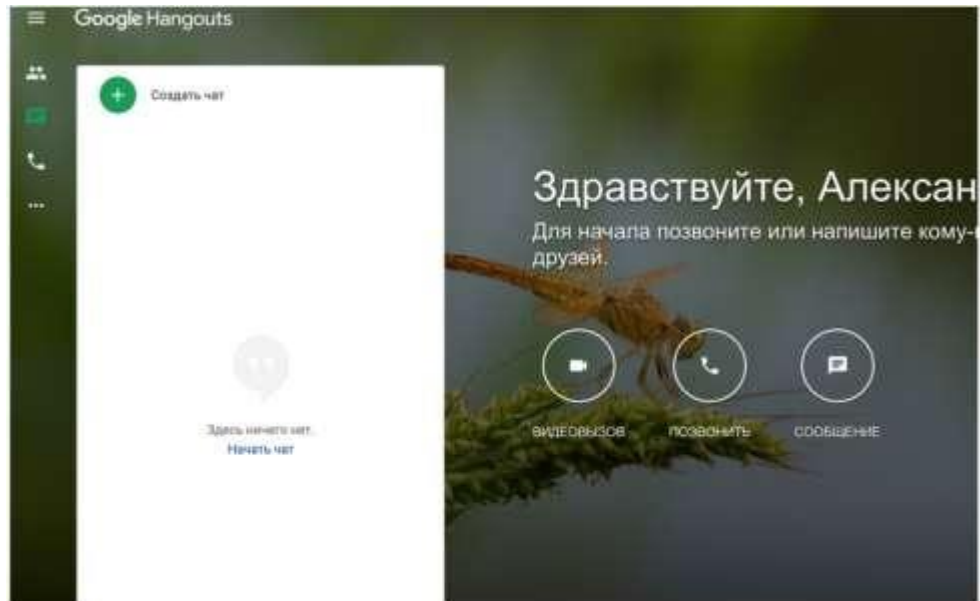 Google Hangouts
Создать чат
Здравствуйте, Алексан
Для начала позвоните или напишите кому-
друзей.
Здесь ничего нет.
Начать чат
ВИДЕОВЫЗОВ
ПОЗВОНИТЬ
СООБЩЕНИЕ